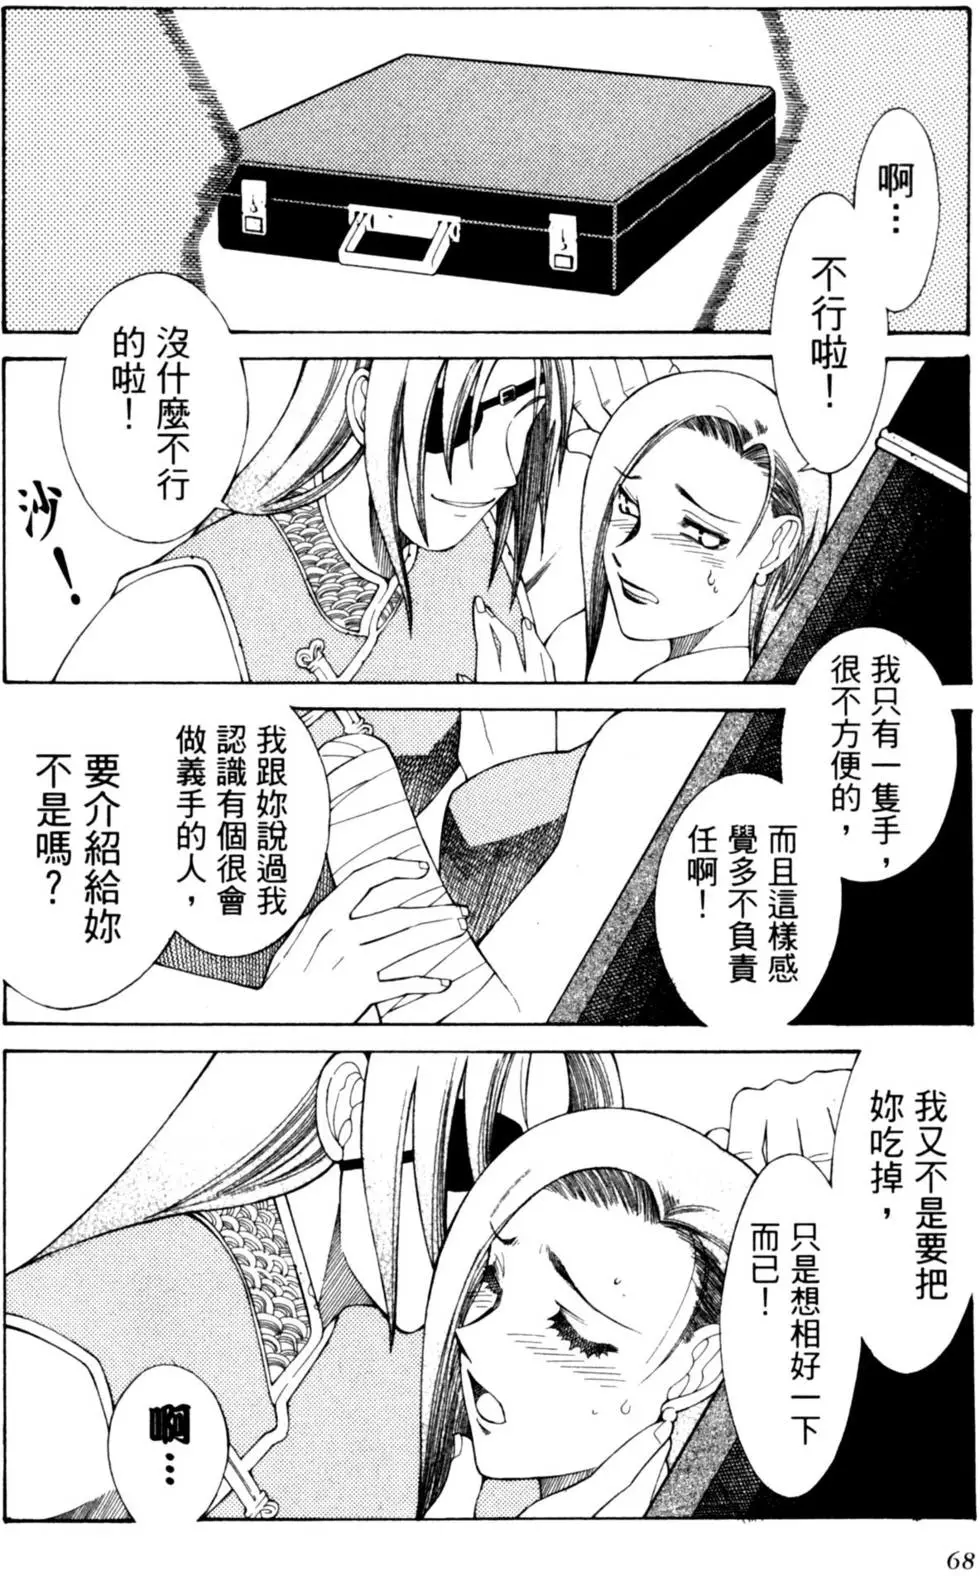 啊…
不行啦！
沒什麼不行
的啦！
沙！
我只有一隻手，
很不方便的，
而且這樣感
覺多不負責
任啊！
我跟妳說過我
認識有個很會
做義手的人，
要介紹給妳
不是嗎？
我又不是要把
妳吃掉，
只是想相好一下
而已！
啊…
68